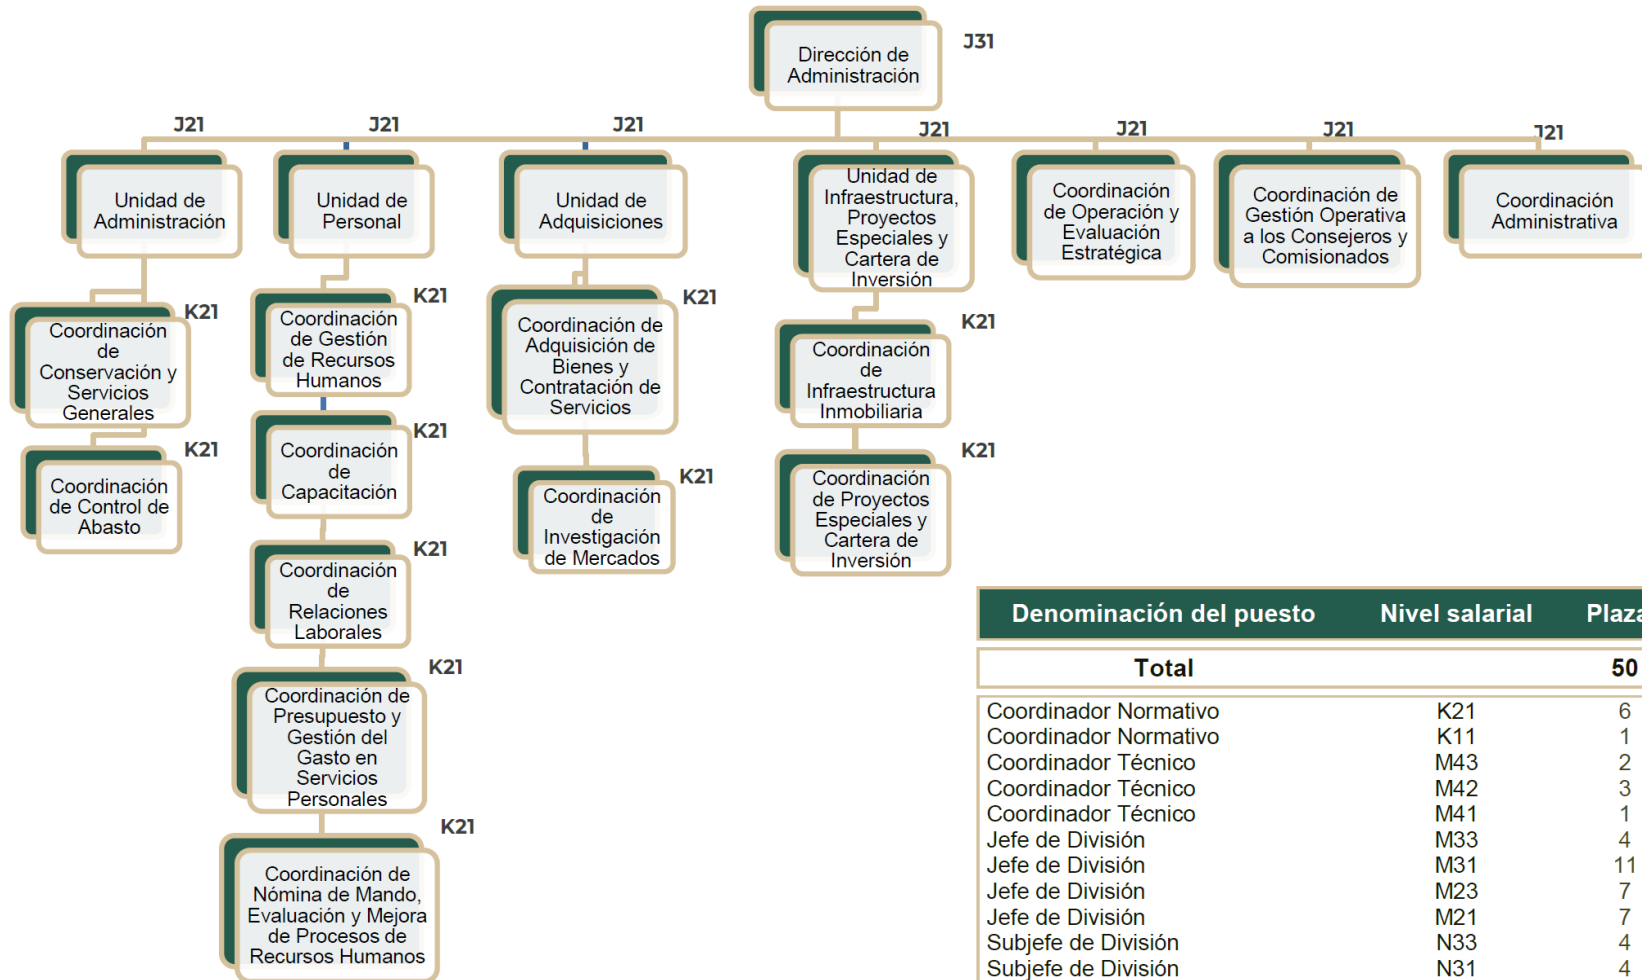 Dirección de
Administración
J31
J21
J21
J21
J21
J21
J21
J21
Unidad de
Administración
Unidad de
Personal
Unidad de
Adquisiciones
Unidad de
Infraestructura,
Proyectos
Especiales y
Cartera de
Inversión
Coordinación
de Operación y
Evaluación
Estratégica
Coordinación de
Gestión Operativa
a los Consejeros y
Comisionados
Coordinación
Administrativa
K21
Coordinación
de
Conservación y
Servicios
Generales
K21
Coordinación
de Control de
Abasto
K21
Coordinación
de Gestión
de Recursos
Humanos
K21
Coordinación
de
Capacitación
K21
Coordinación
de
Relaciones
Laborales
K21
Coordinación de
Presupuesto y
Gestión del
Gasto en
Servicios
Personales
K21
Coordinación de
Nómina de Mando,
Evaluación y Mejora
de Procesos de
Recursos Humanos
K21
Coordinación de
Adquisición de
Bienes y
Contratación de
Servicios
K21
Coordinación
de
Investigación
de Mercados
K21
Coordinación
de
Infraestructura
Inmobiliaria
K21
Coordinación
de Proyectos
Especiales y
Cartera de
Inversión
Denominación del puesto Nivel salarial Plaza
Total 50
Coordinador Normativo K21 6
Coordinador Normativo K11 1
Coordinador Técnico M43 2
Coordinador Técnico M42 3
Coordinador Técnico M41 1
Jefe de División M33 4
Jefe de División M31 11
Jefe de División M23 7
Jefe de División M21 7
Subjefe de División N33 4
Subjefe de División N31 4